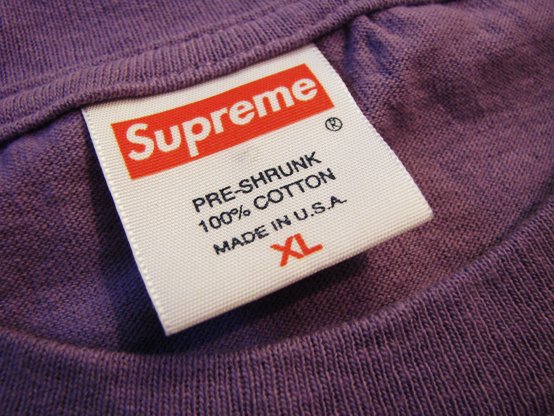 Supreme
®
PRE-SHRUNK
100% COTTON
MADE IN U.S.A.
XL